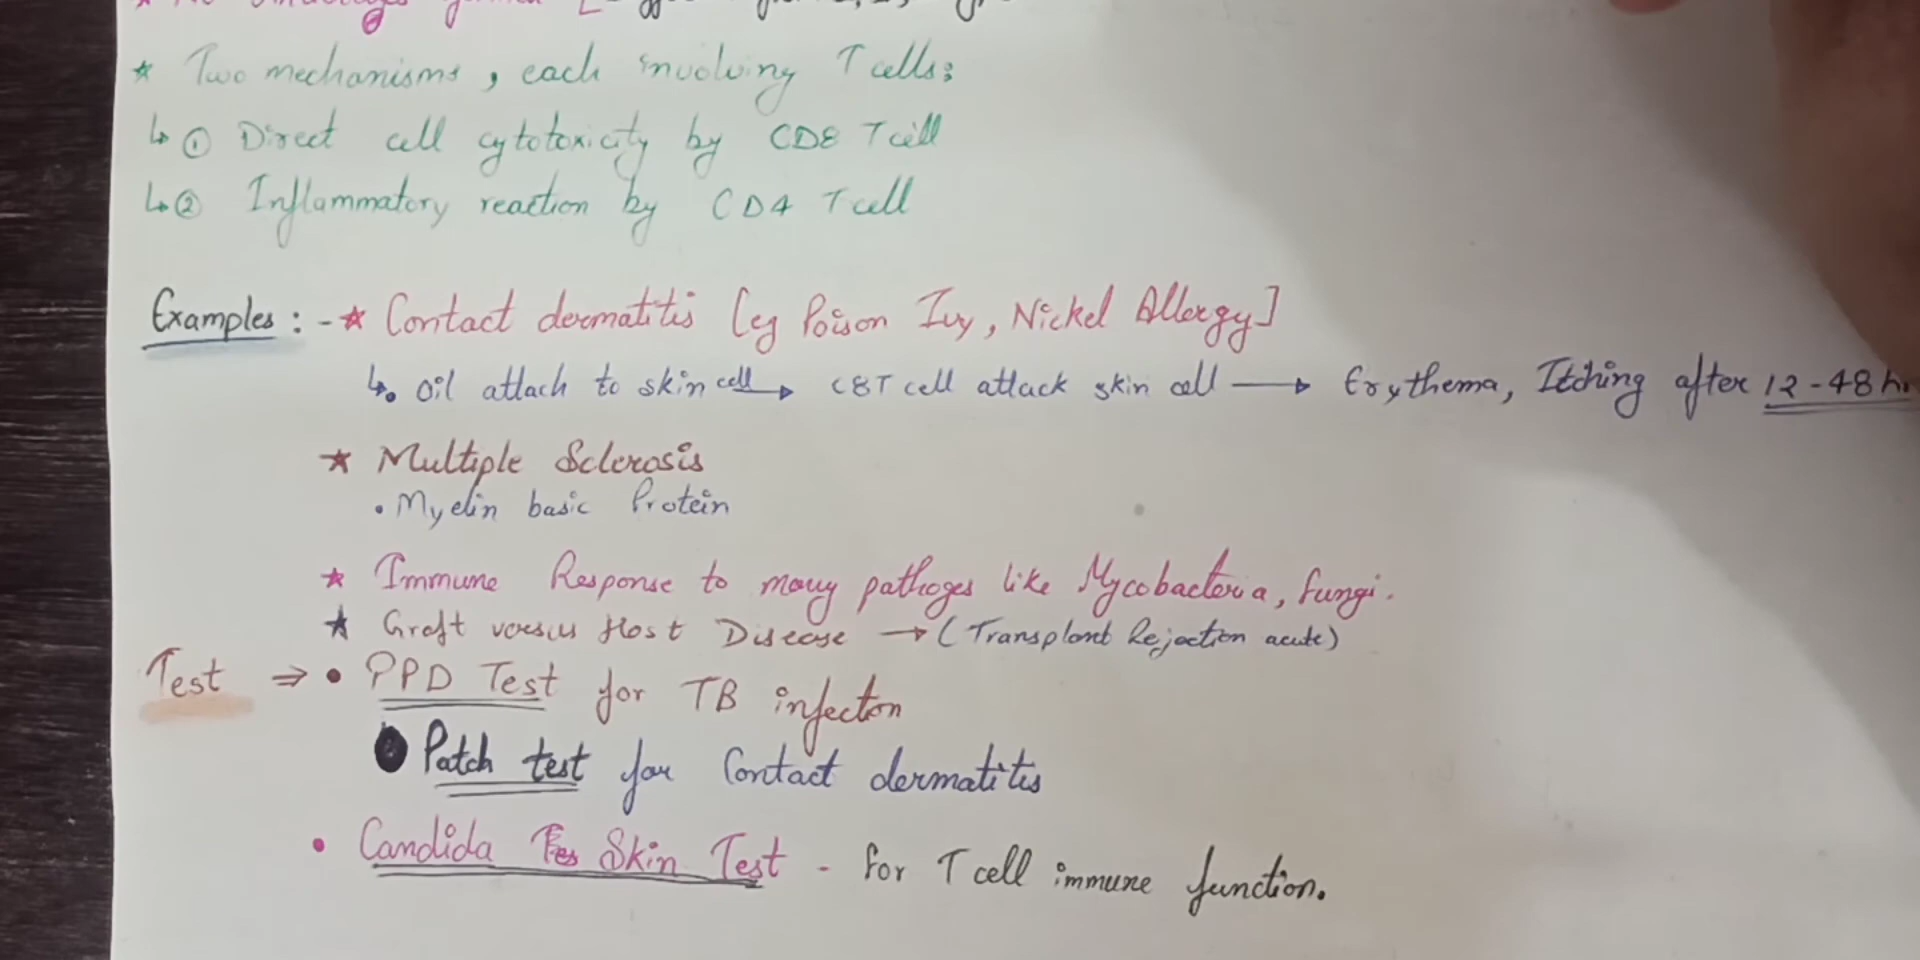 ★ Two mechanisms, each involving T cells:
↳ ① Direct cell cytotoxicity by CD8 T cell
↳ ② Inflammatory reaction by CD4 T cell
Examples :- ★ Contact dermatitis [eg Poison Ivy, Nickel Allergy]
↳. Oil attach to skin cell → C8T cell attack skin cell → Erythema, Itching after 12-48 h
★ Multiple Sclerosis
• Myelin basic Protein
★ Immune Response to many pathoges like Mycobacteria, fungi.
★ Graft versus Host Disease → (Transplant Rejection acute)
Test ⇒ • PPD Test for TB infecton
● Patch test for Contact dermatitis
• Candida Tes Skin Test - for T cell immune function.